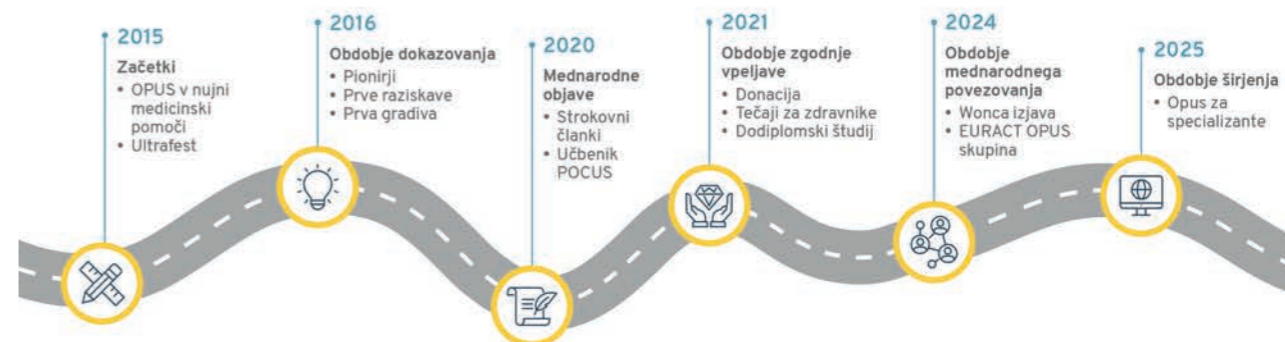 2015
Začetki
• OPUS v nujni
medicinski
pomoči
• Ultrafest
2016
Obdobje dokazovanja
• Pionirji
• Prve raziskave
• Prva gradiva
2020
Mednarodne
objave
• Strokovni
članki
• Učbenik
POCUS
2021
Obdobje zgodnje
vpeljave
• Donacija
• Tečaji za zdravnike
• Dodiplomski študij
2024
Obdobje
mednarodnega
povezovanja
• Wonca izjava
• EURACT OPUS
skupina
2025
Obdobje širjenja
• Opus za
specializante